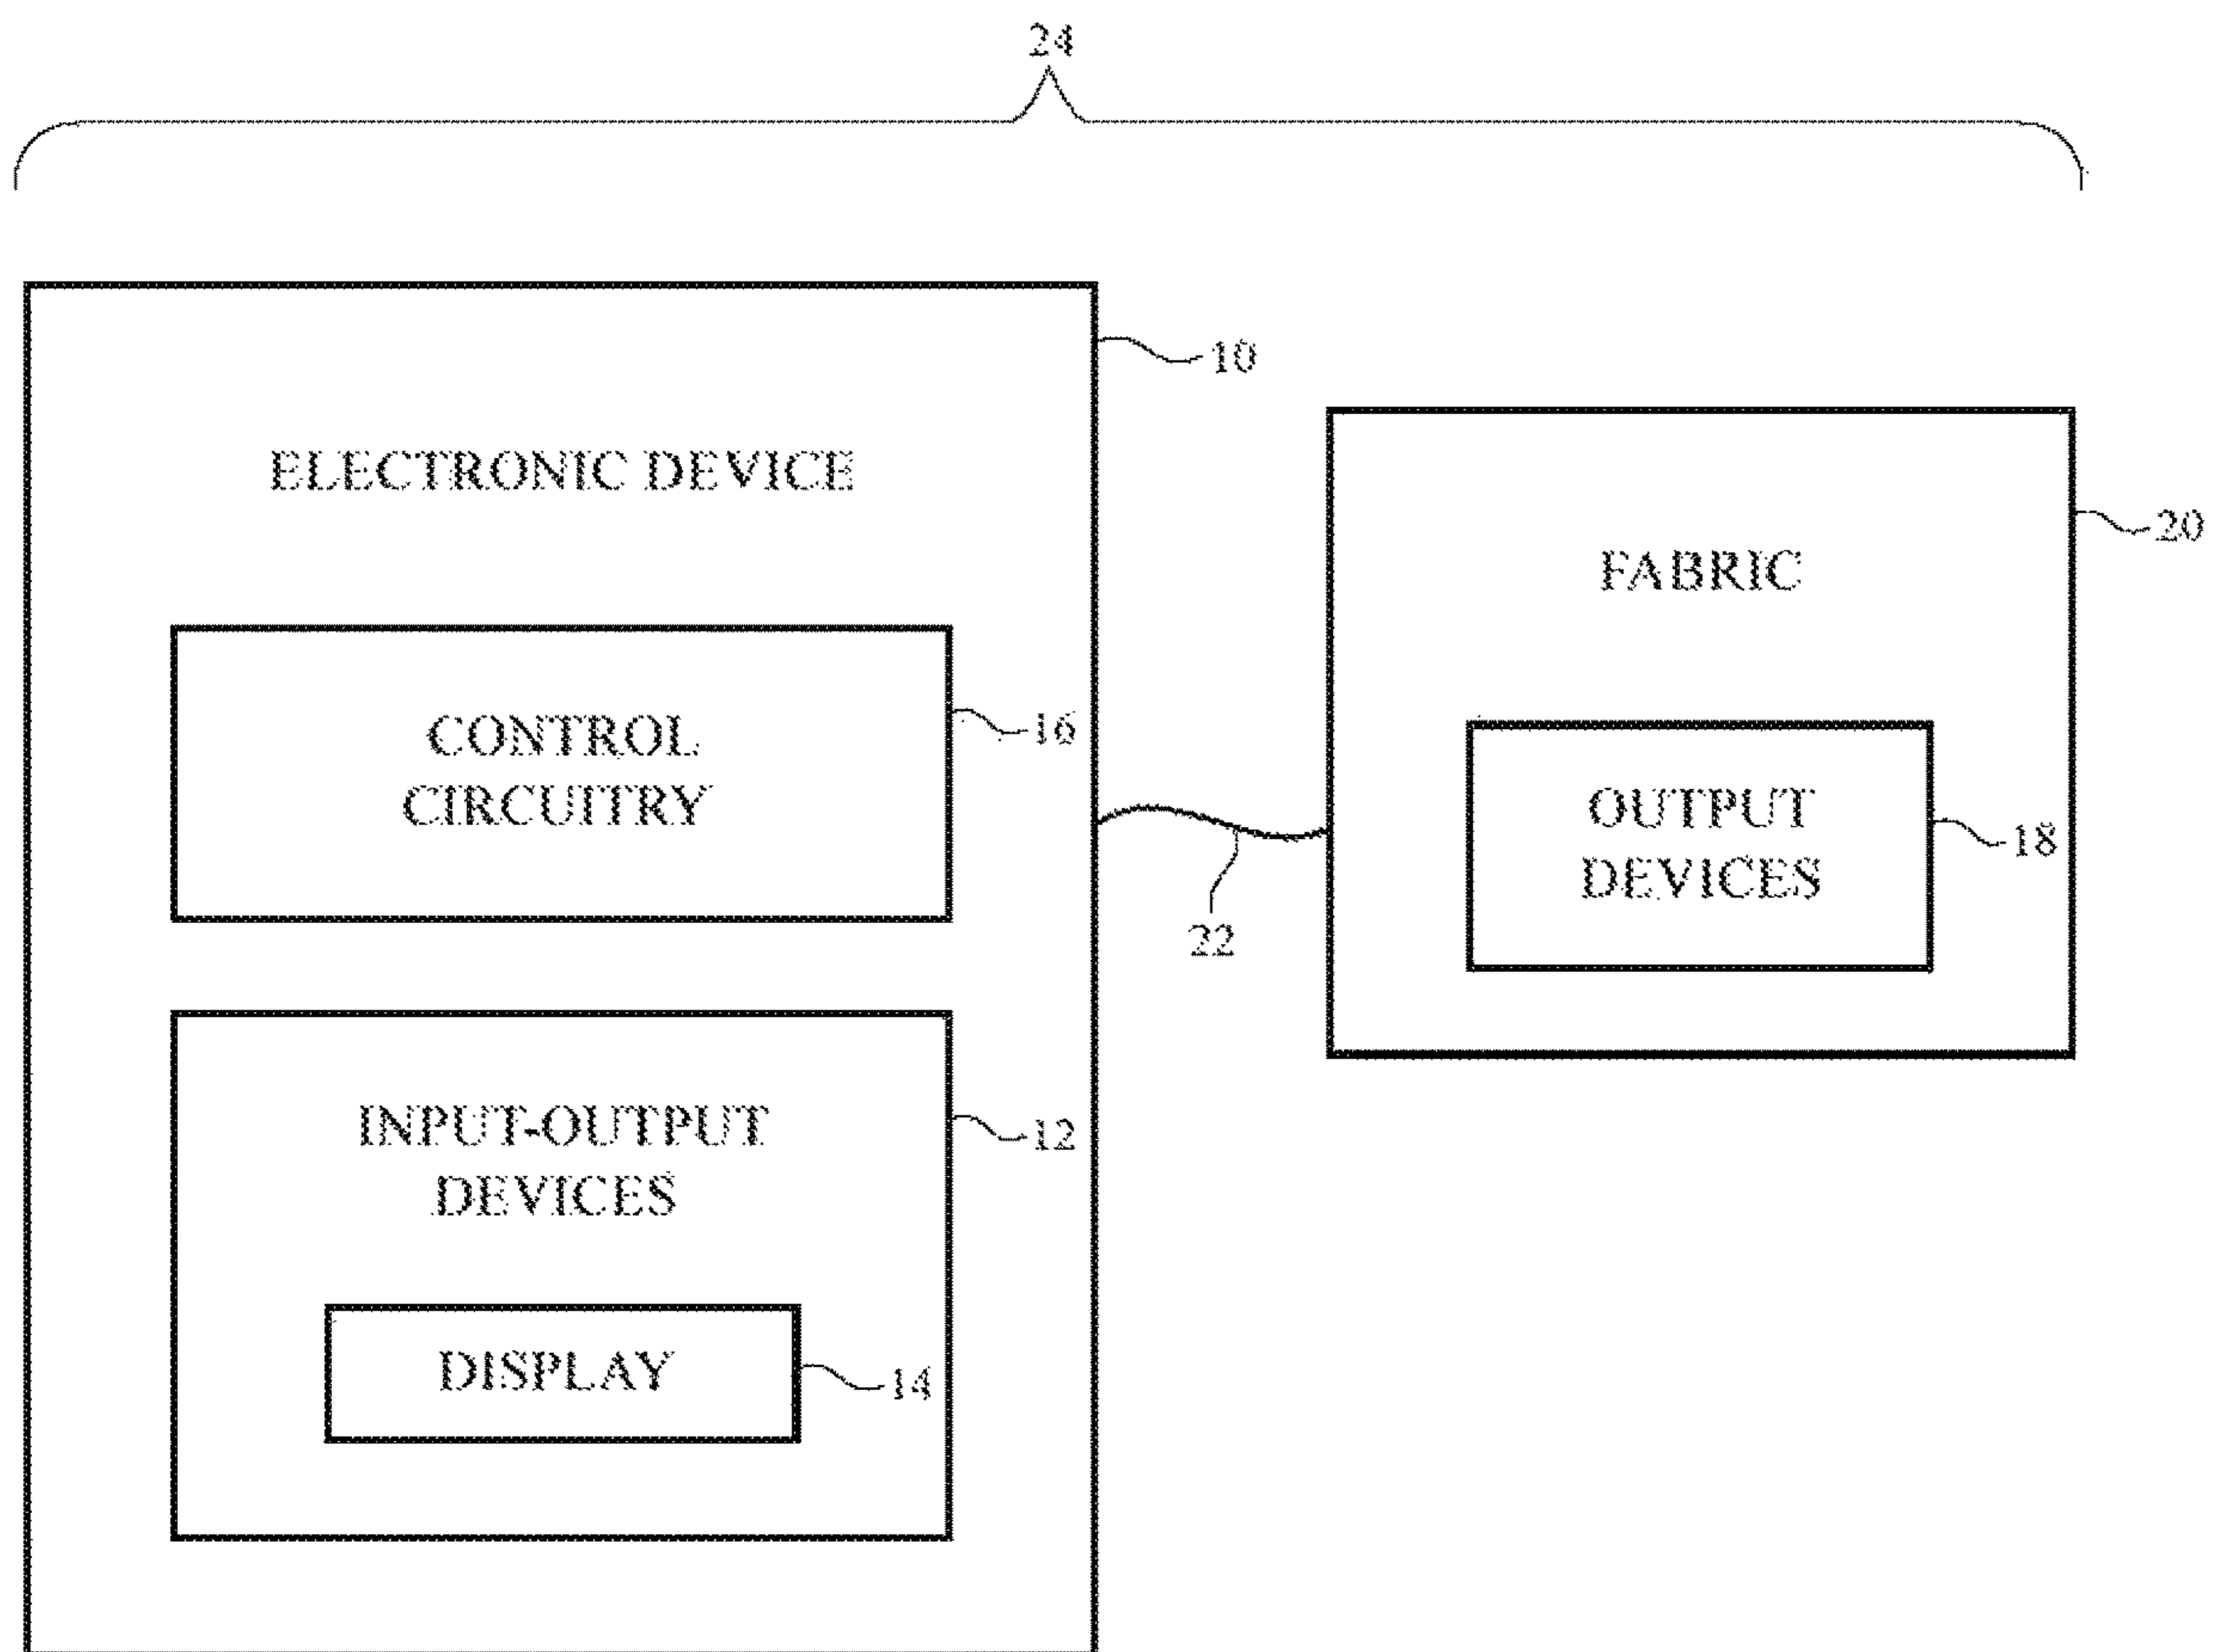 24
10
ELECTRONIC DEVICE
20
FABRIC
CONTROL
CIRCUITRY
16
OUTPUT
DEVICES
18
22
INPUT-OUTPUT
DEVICES
12
DISPLAY
14